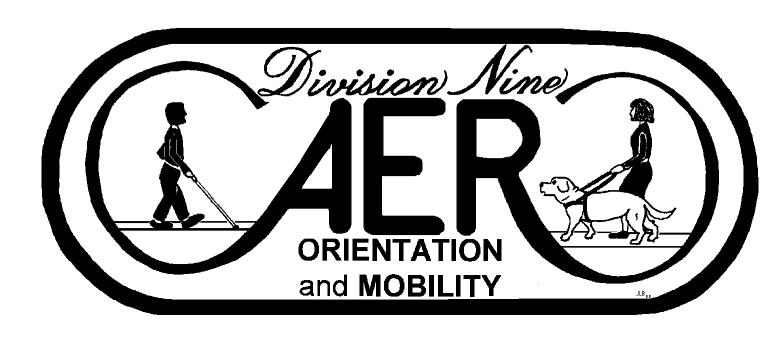 Division Nine
AER
ORIENTATION
and MOBILITY